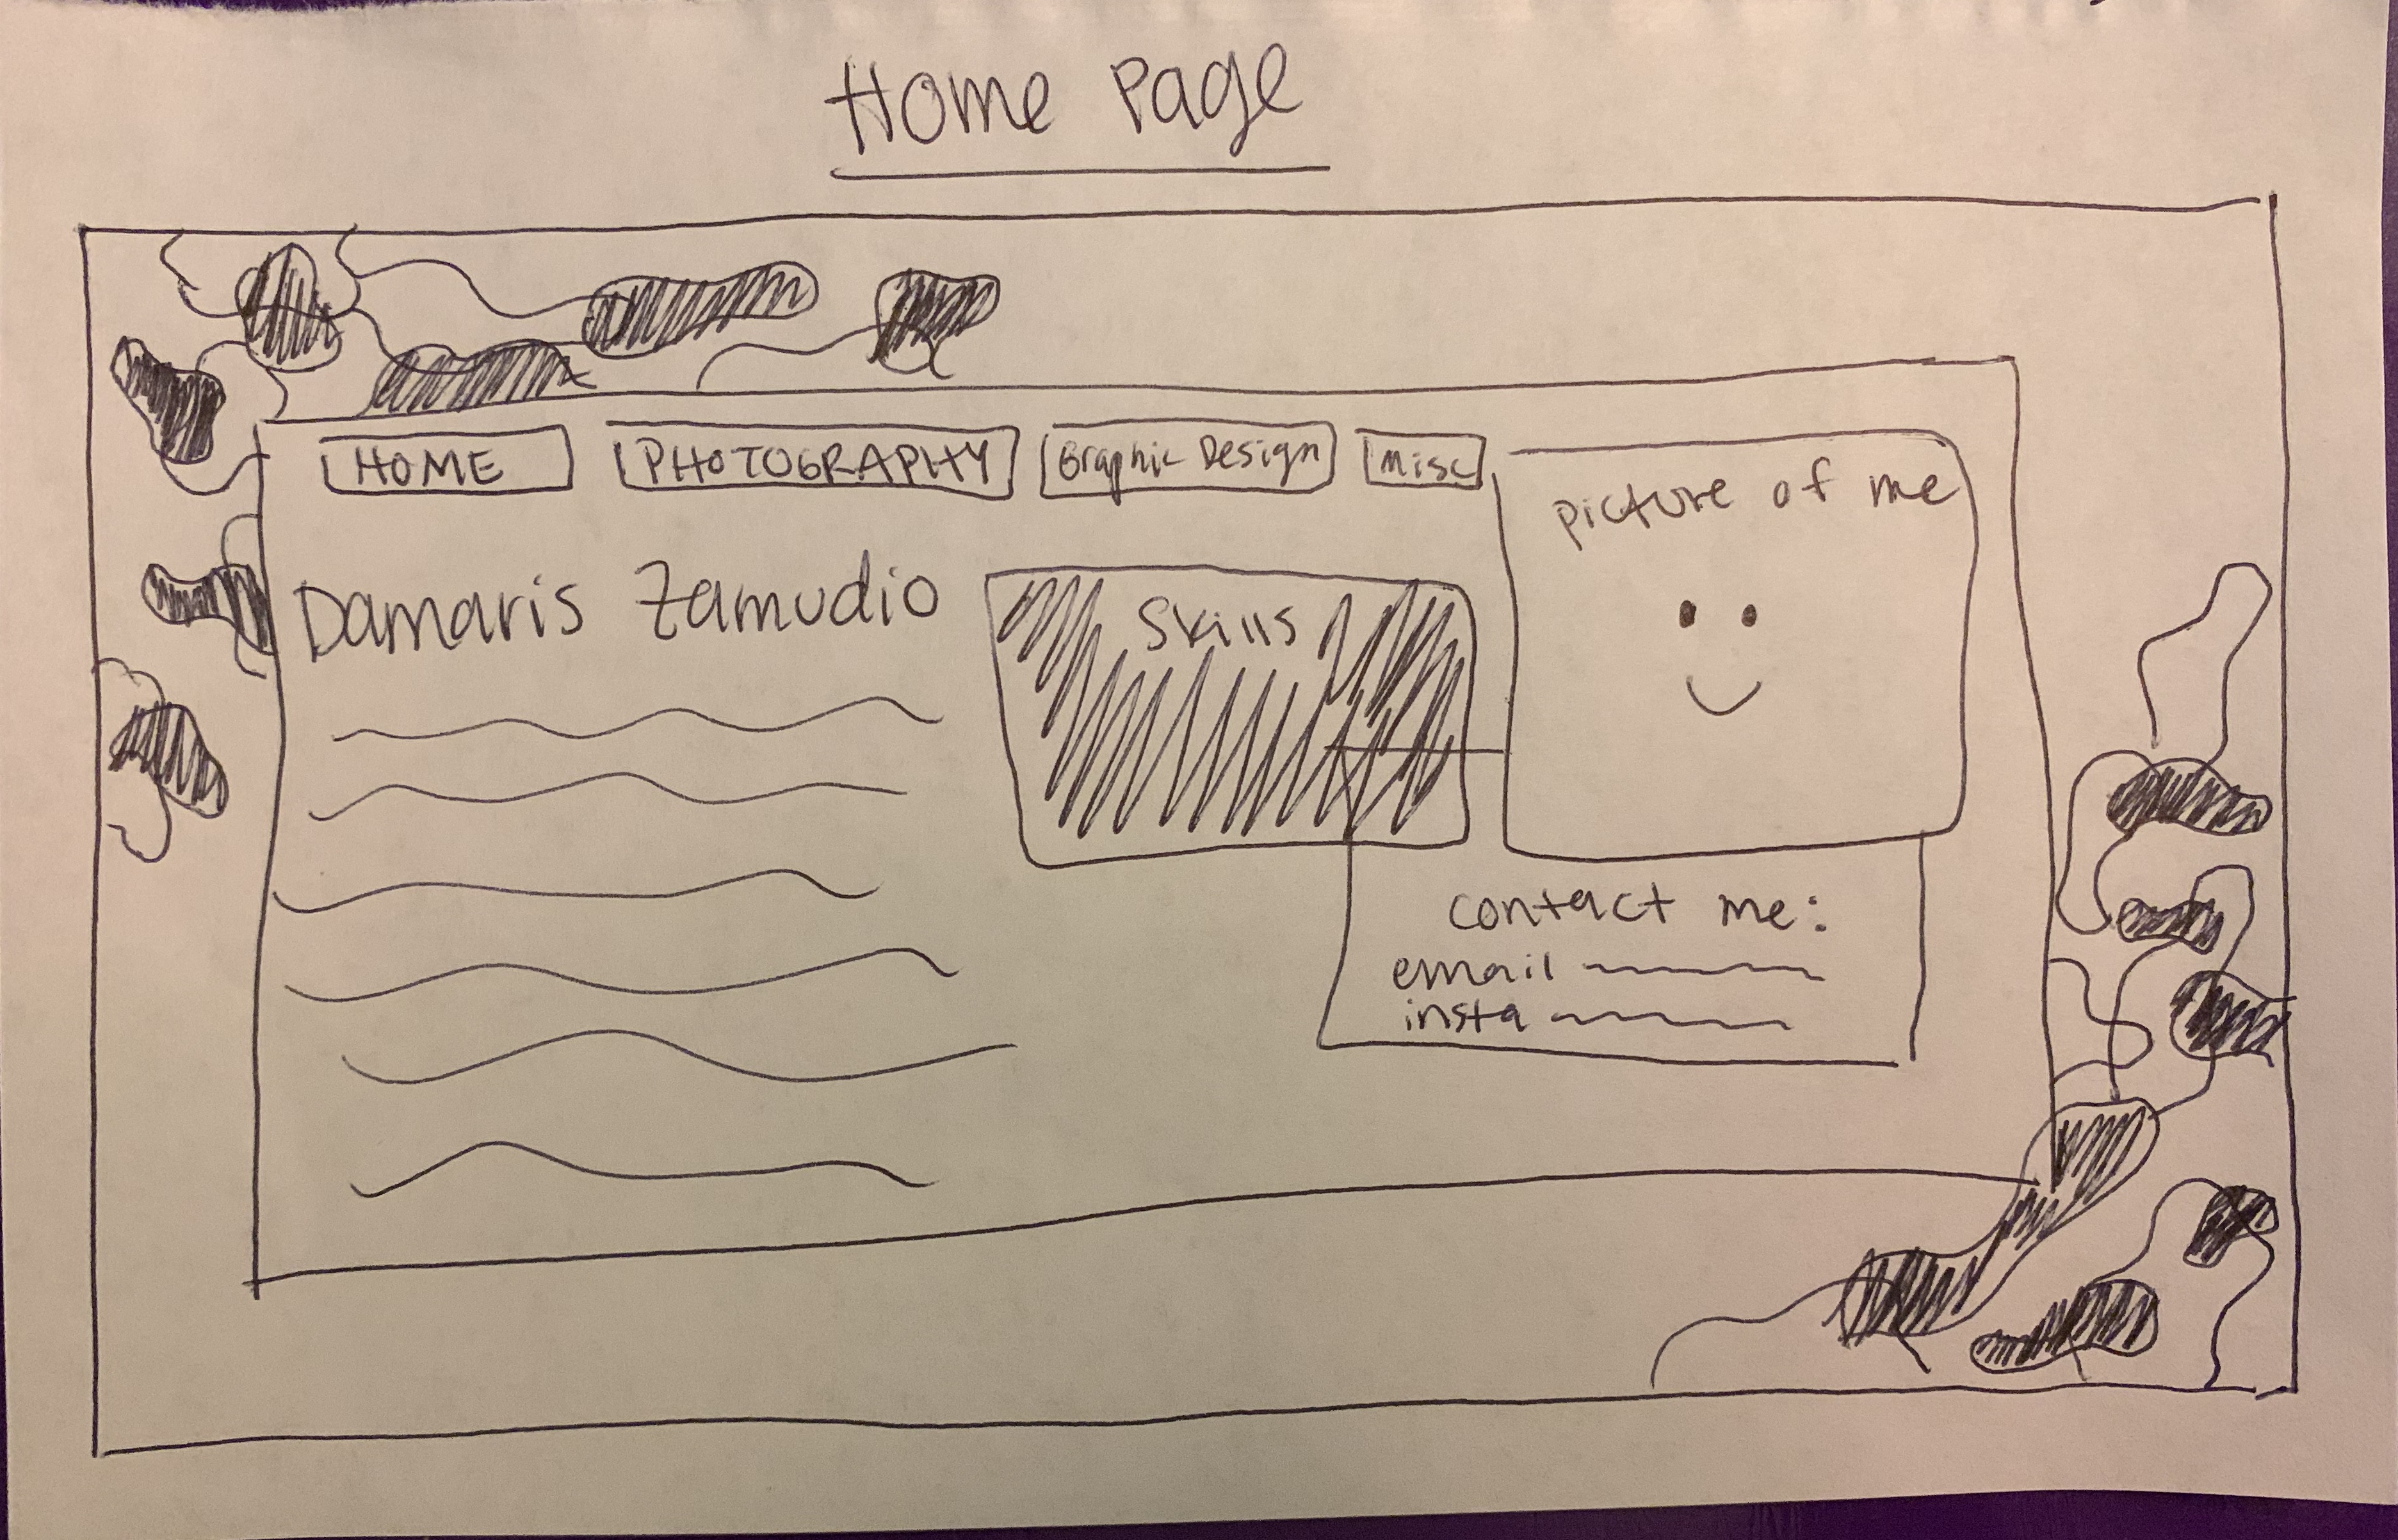 Home Page
HOME PHOTOGRAPHY Graphic Design Misc
picture of me
Damaris Zamudio
Skills
contact me:
email
insta